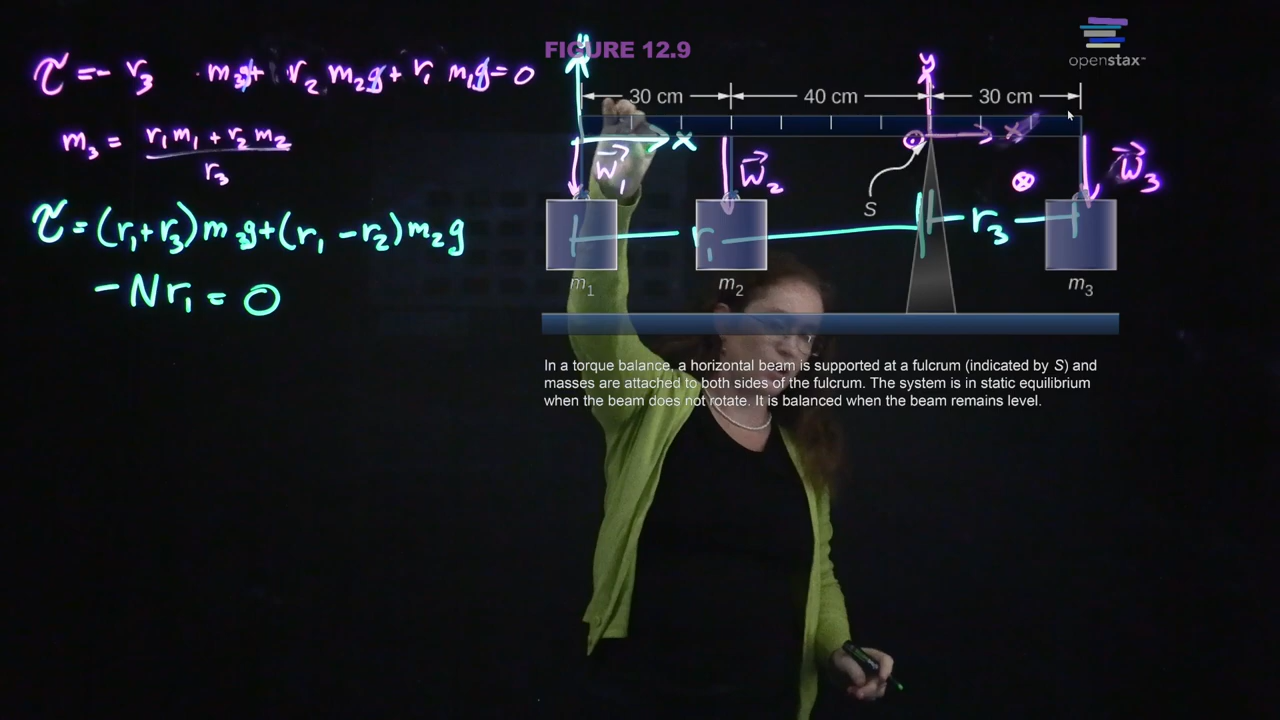 τ = - r₃ · m₃g + r₂ m₂g + r₁ m₁g = 0
m₃ = (r₁m₁ + r₂m₂) / r₃
τ = (r₁+r₃)m₃g + (r₁ - r₂)m₂g
- N r₁ = 0
FIGURE 12.9
openstax™
y
y
30 cm
40 cm
30 cm
x
x
W₁
W₂
W₃
S
r₁
r₃
m₁
m₂
m₃
In a torque balance, a horizontal beam is supported at a fulcrum (indicated by S) and
masses are attached to both sides of the fulcrum. The system is in static equilibrium
when the beam does not rotate. It is balanced when the beam remains level.